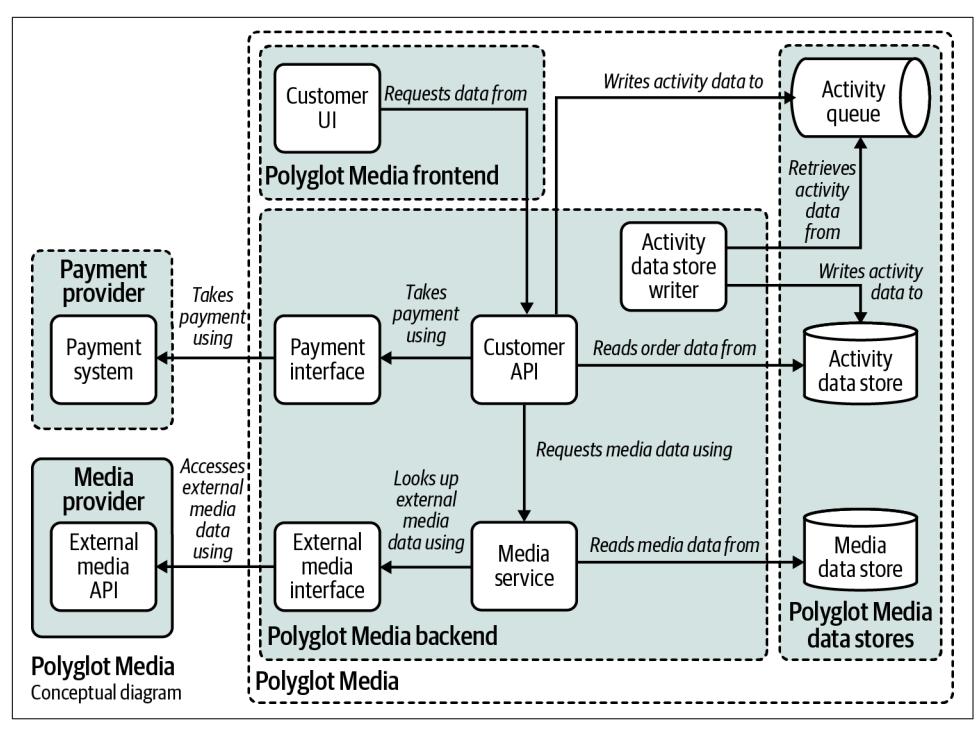 Customer
UI
Requests data from
Polyglot Media frontend
Writes activity data to
Activity
queue
Retrieves
activity
data
from
Activity
data store
writer
Writes activity
data to
Payment
provider
Payment
system
Takes
payment
using
Payment
interface
Takes
payment
using
Customer
API
Reads order data from
Activity
data store
Requests media data using
Media
provider
External
media
API
Accesses
external
media
data
using
External
media
interface
Looks up
external
media
data using
Media
service
Reads media data from
Media
data store
Polyglot Media backend
Polyglot Media
data stores
Polyglot Media
Polyglot Media
Conceptual diagram